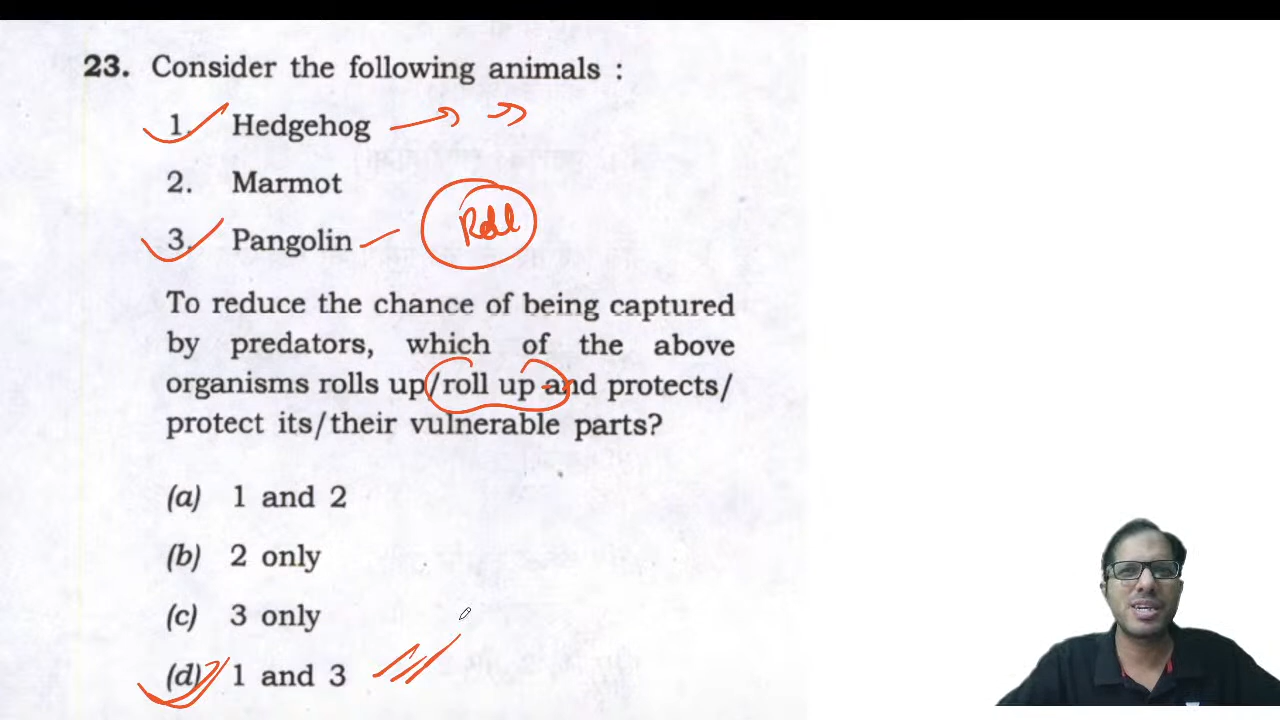 23. Consider the following animals :
1. Hedgehog
2. Marmot
3. Pangolin
Roll
To reduce the chance of being captured
by predators, which of the above
organisms rolls up/roll up and protects/
protect its/their vulnerable parts?
(a) 1 and 2
(b) 2 only
(c) 3 only
(d) 1 and 3